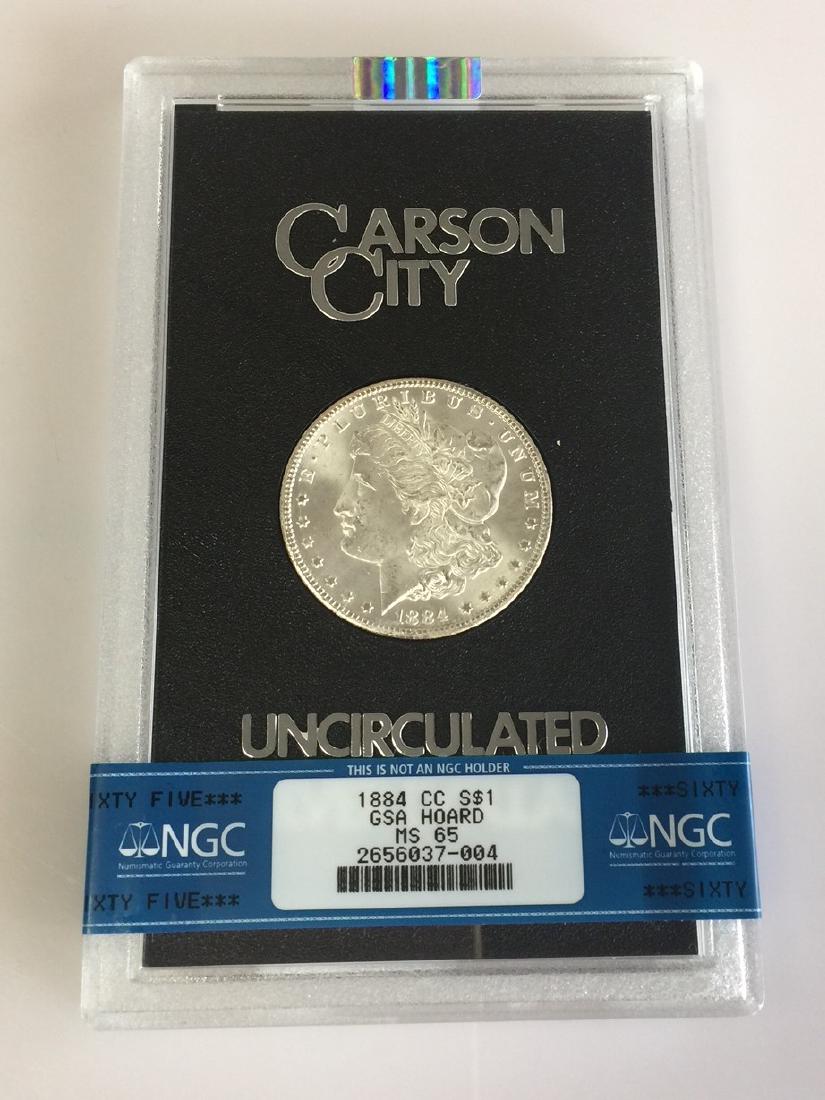 CARSON
CITY
E · PLURIBUS · UNUM
1884
UNCIRCULATED
THIS IS NOT AN NGC HOLDER
IXTY FIVE***
NGC
Numismatic Guaranty Corporation
IXTY FIVE***
1884 CC S$1
GSA HOARD
MS 65
2656037-004
***SIXTY
NGC
Numismatic Guaranty Corporation
***SIXTY